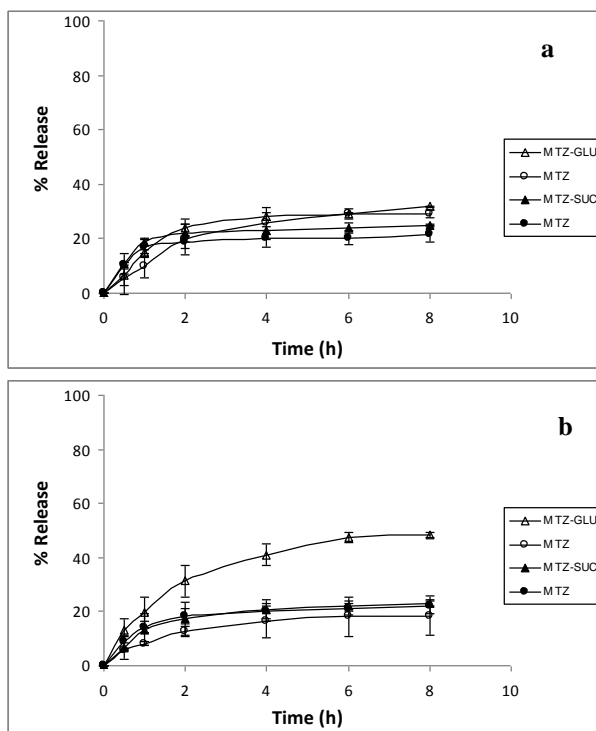 a
100
80
60
40
20
0
% Release
0 2 4 6 8 10
Time (h)
MTZ-GLU
MTZ
MTZ-SUC
MTZ
b
100
80
60
40
20
0
% Release
0 2 4 6 8 10
Time (h)
MTZ-GLU
MTZ
MTZ-SUC
MTZ